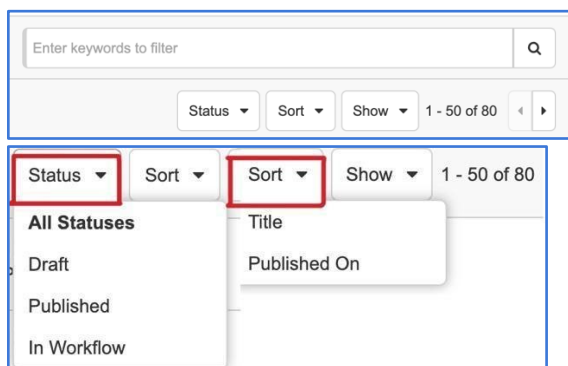 Enter keywords to filter
Status Sort Show 1 - 50 of 80
Status Sort Sort Show 1 - 50 of 80
All Statuses Title
Draft Published On
Published
In Workflow